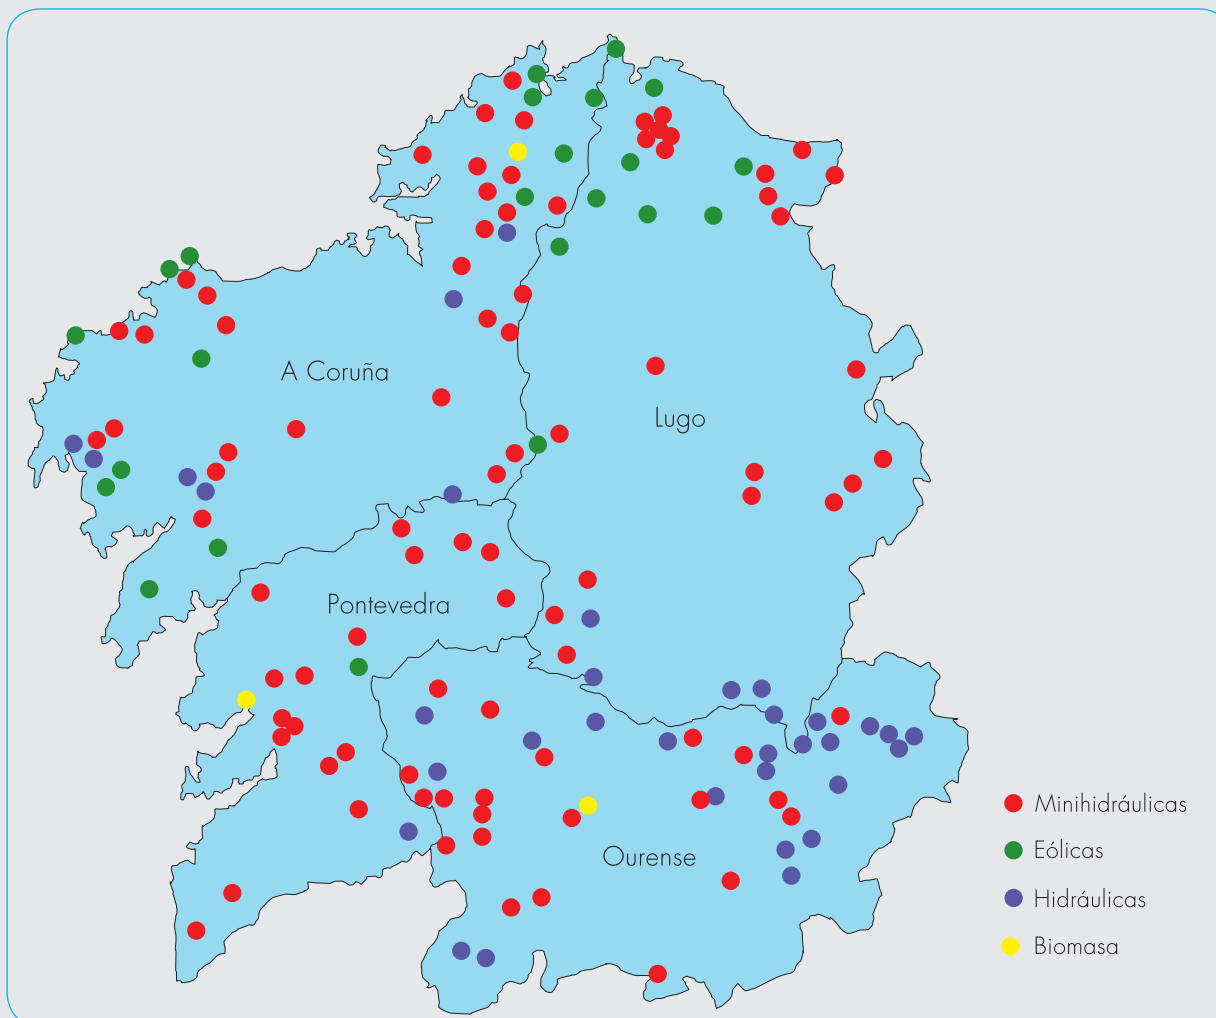 A Coruña
Lugo
Pontevedra
Ourense
Minihidráulicas
Eólicas
Hidráulicas
Biomasa